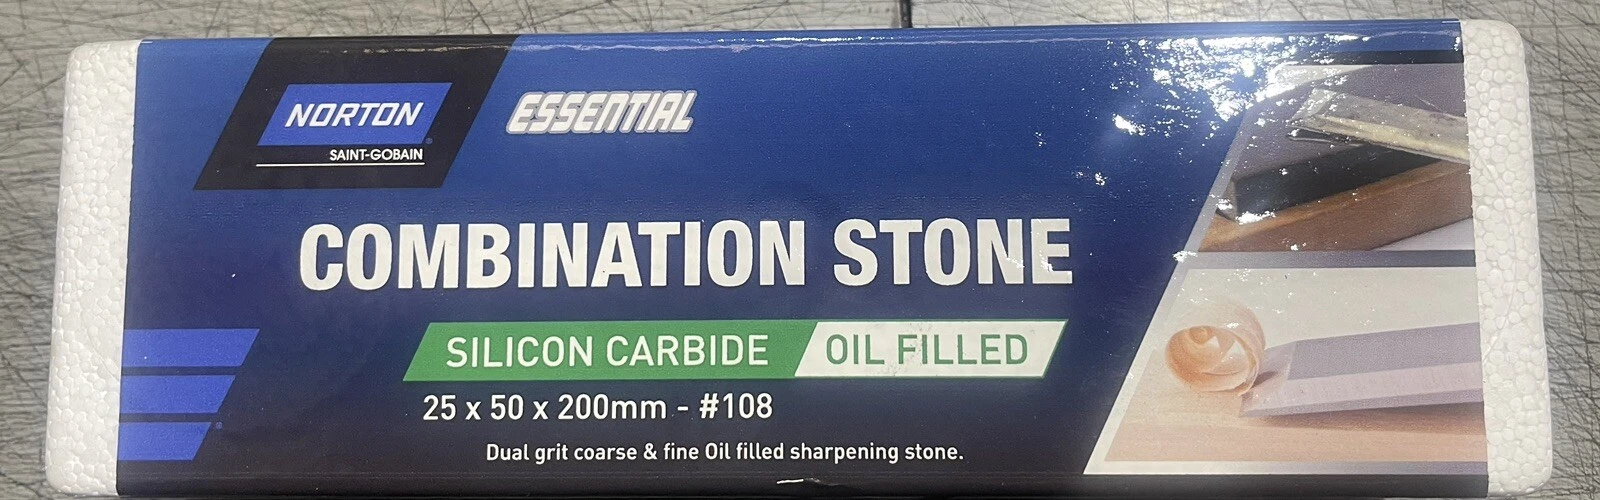 NORTON
SAINT-GOBAIN
ESSENTIAL
COMBINATION STONE
SILICON CARBIDE OIL FILLED
25 x 50 x 200mm - #108
Dual grit coarse & fine Oil filled sharpening stone.